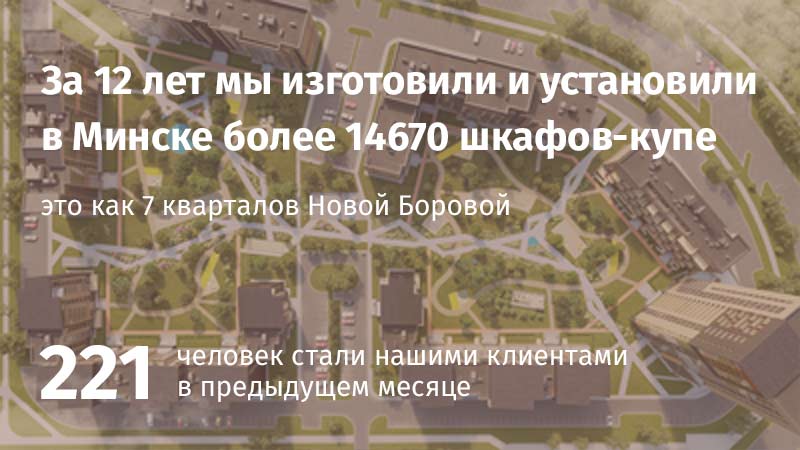 За 12 лет мы изготовили и установили
в Минске более 14670 шкафов-купе
это как 7 кварталов Новой Боровой
221 человек стали нашими клиентами
в предыдущем месяце